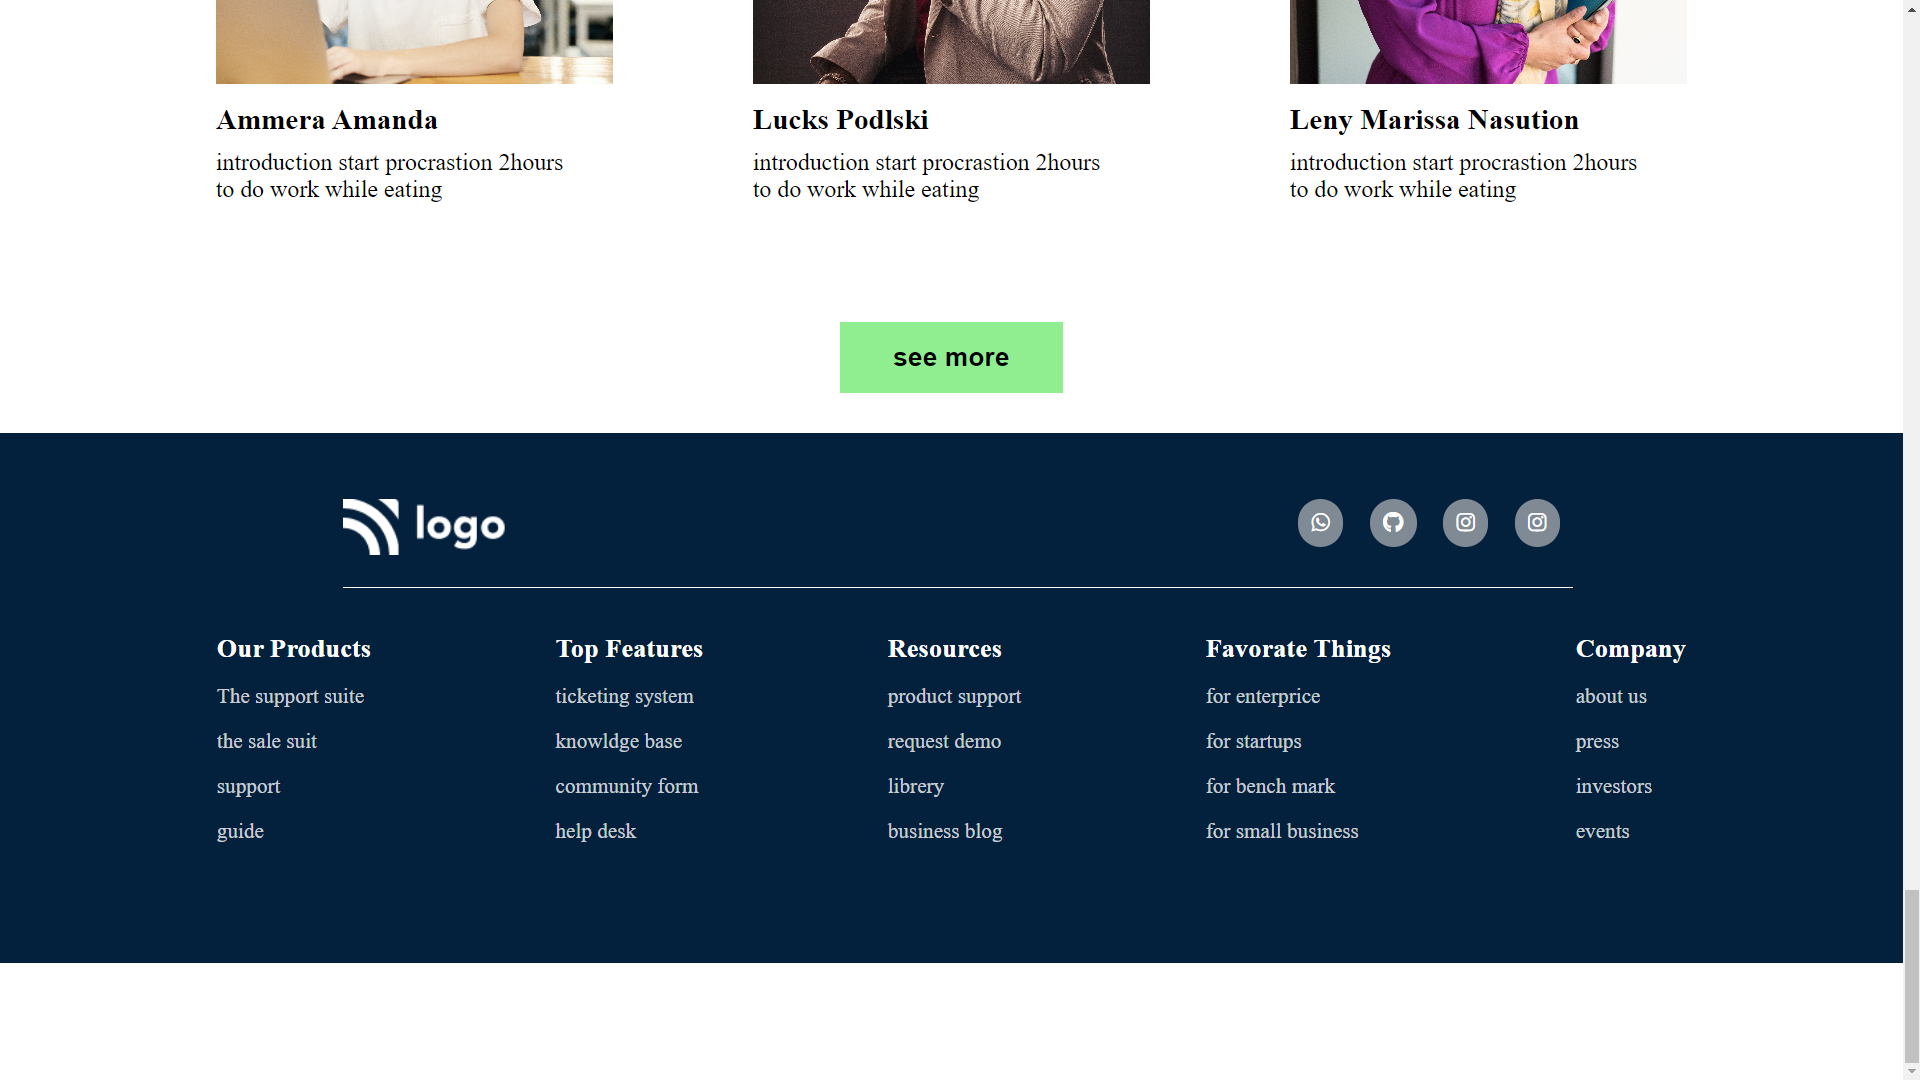 Ammera Amanda
introduction start procrastion 2hours
to do work while eating
Lucks Podlski
introduction start procrastion 2hours
to do work while eating
Leny Marissa Nasution
introduction start procrastion 2hours
to do work while eating
see more
logo
Our Products
The support suite
the sale suit
support
guide
Top Features
ticketing system
knowldge base
community form
help desk
Resources
product support
request demo
librery
business blog
Favorate Things
for enterprice
for startups
for bench mark
for small business
Company
about us
press
investors
events